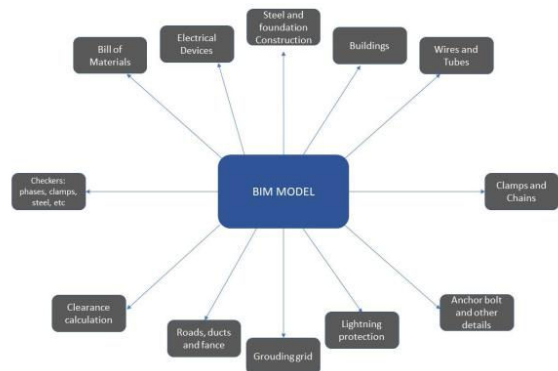 Steel and
foundation
Construction
Electrical
Devices
Buildings
Bill of
Materials
Wires and
Tubes
Checkers:
phases, clamps,
steel, etc
BIM MODEL
Clamps and
Chains
Clearance
calculation
Roads, ducts
and fance
Grouding grid
Lightning
protection
Anchor bolt
and other
details